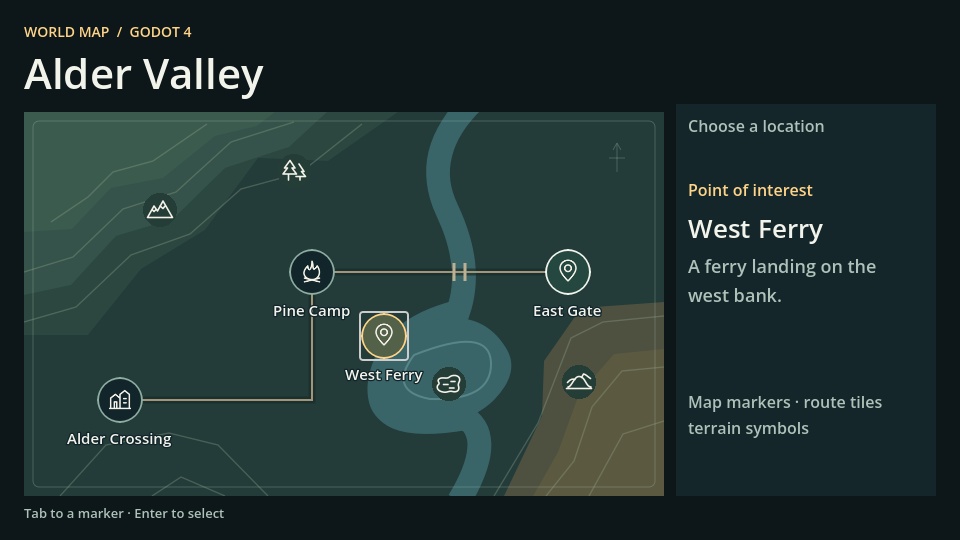 WORLD MAP / GODOT 4
Alder Valley
Pine Camp
East Gate
West Ferry
Alder Crossing
Choose a location
Point of interest
West Ferry
A ferry landing on the
west bank.
Map markers · route tiles
terrain symbols
Tab to a marker · Enter to select